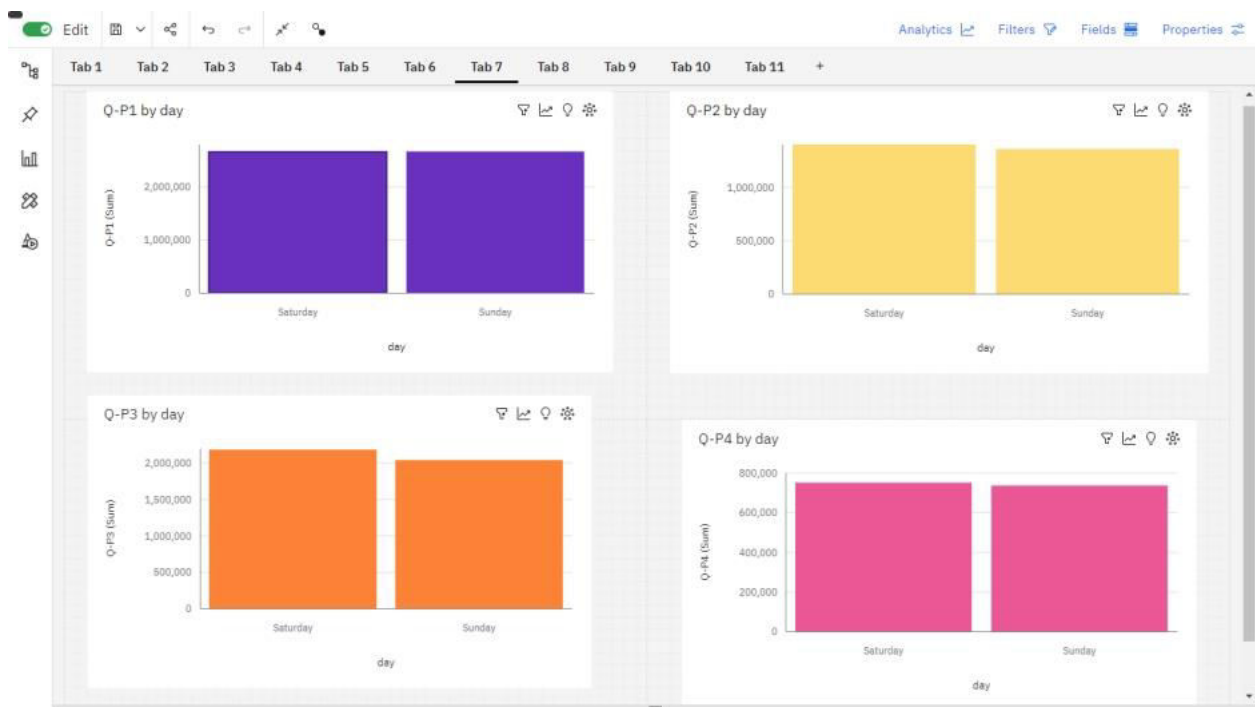 Edit
Analytics
Filters
Fields
Properties
Tab 1
Tab 2
Tab 3
Tab 4
Tab 5
Tab 6
Tab 7
Tab 8
Tab 9
Tab 10
Tab 11
+
Q-P1 by day
Q-P1 (Sum)
2,000,000
1,000,000
0
Saturday
Sunday
day
Q-P2 by day
Q-P2 (Sum)
1,000,000
500,000
0
Saturday
Sunday
day
Q-P3 by day
Q-P3 (Sum)
2,000,000
1,500,000
1,000,000
500,000
0
Saturday
Sunday
day
Q-P4 by day
Q-P4 (Sum)
800,000
600,000
400,000
200,000
0
Saturday
Sunday
day